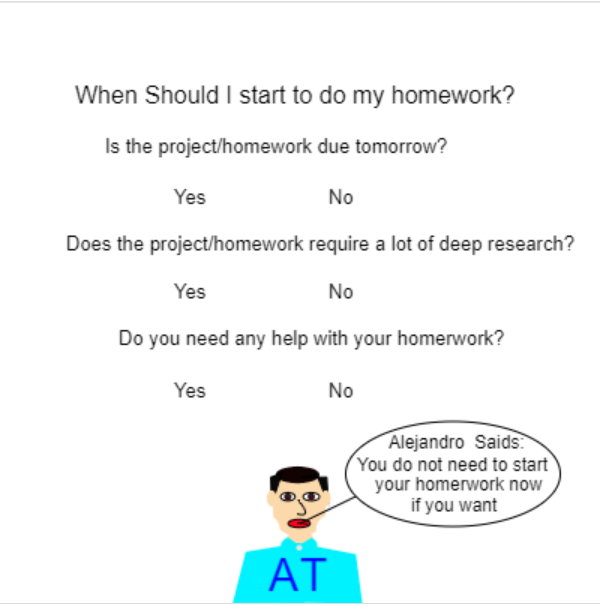 When Should I start to do my homework?
Is the project/homework due tomorrow?
Yes No
Does the project/homework require a lot of deep research?
Yes No
Do you need any help with your homerwork?
Yes No
Alejandro Saids:
You do not need to start
your homerwork now
if you want
AT